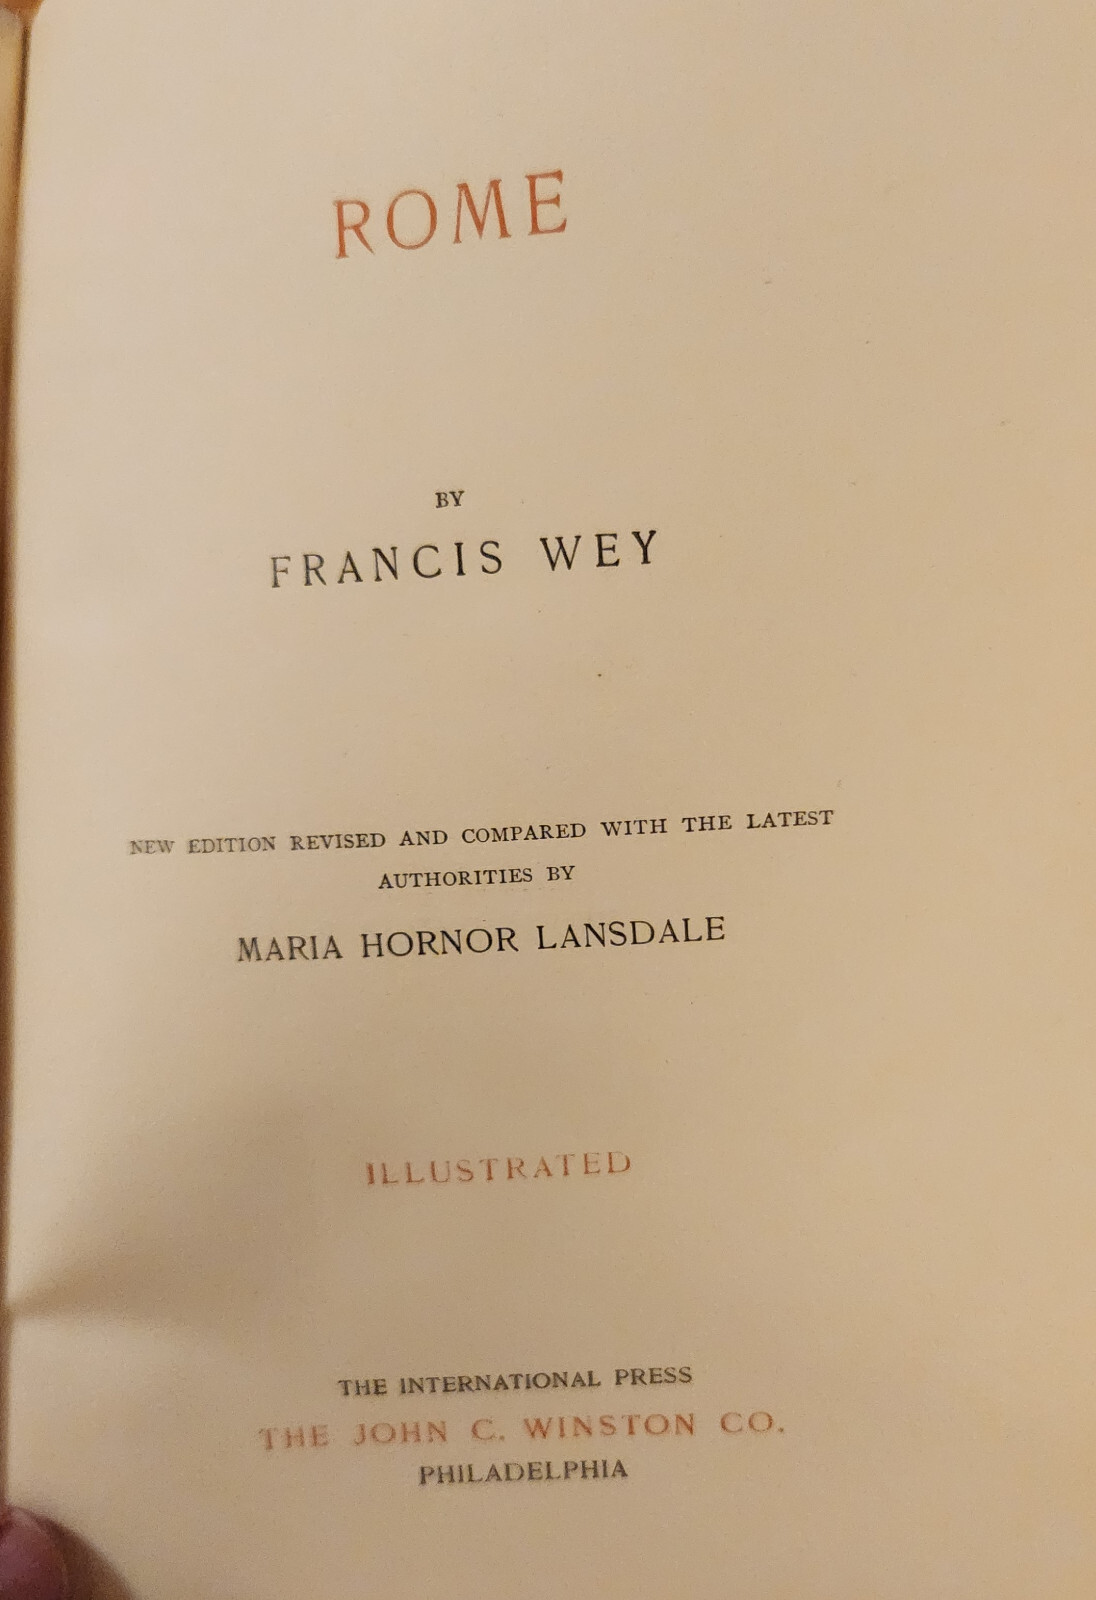 ROME
BY
FRANCIS WEY
NEW EDITION REVISED AND COMPARED WITH THE LATEST
AUTHORITIES BY
MARIA HORNOR LANSDALE
ILLUSTRATED
THE INTERNATIONAL PRESS
THE JOHN C. WINSTON CO.
PHILADELPHIA